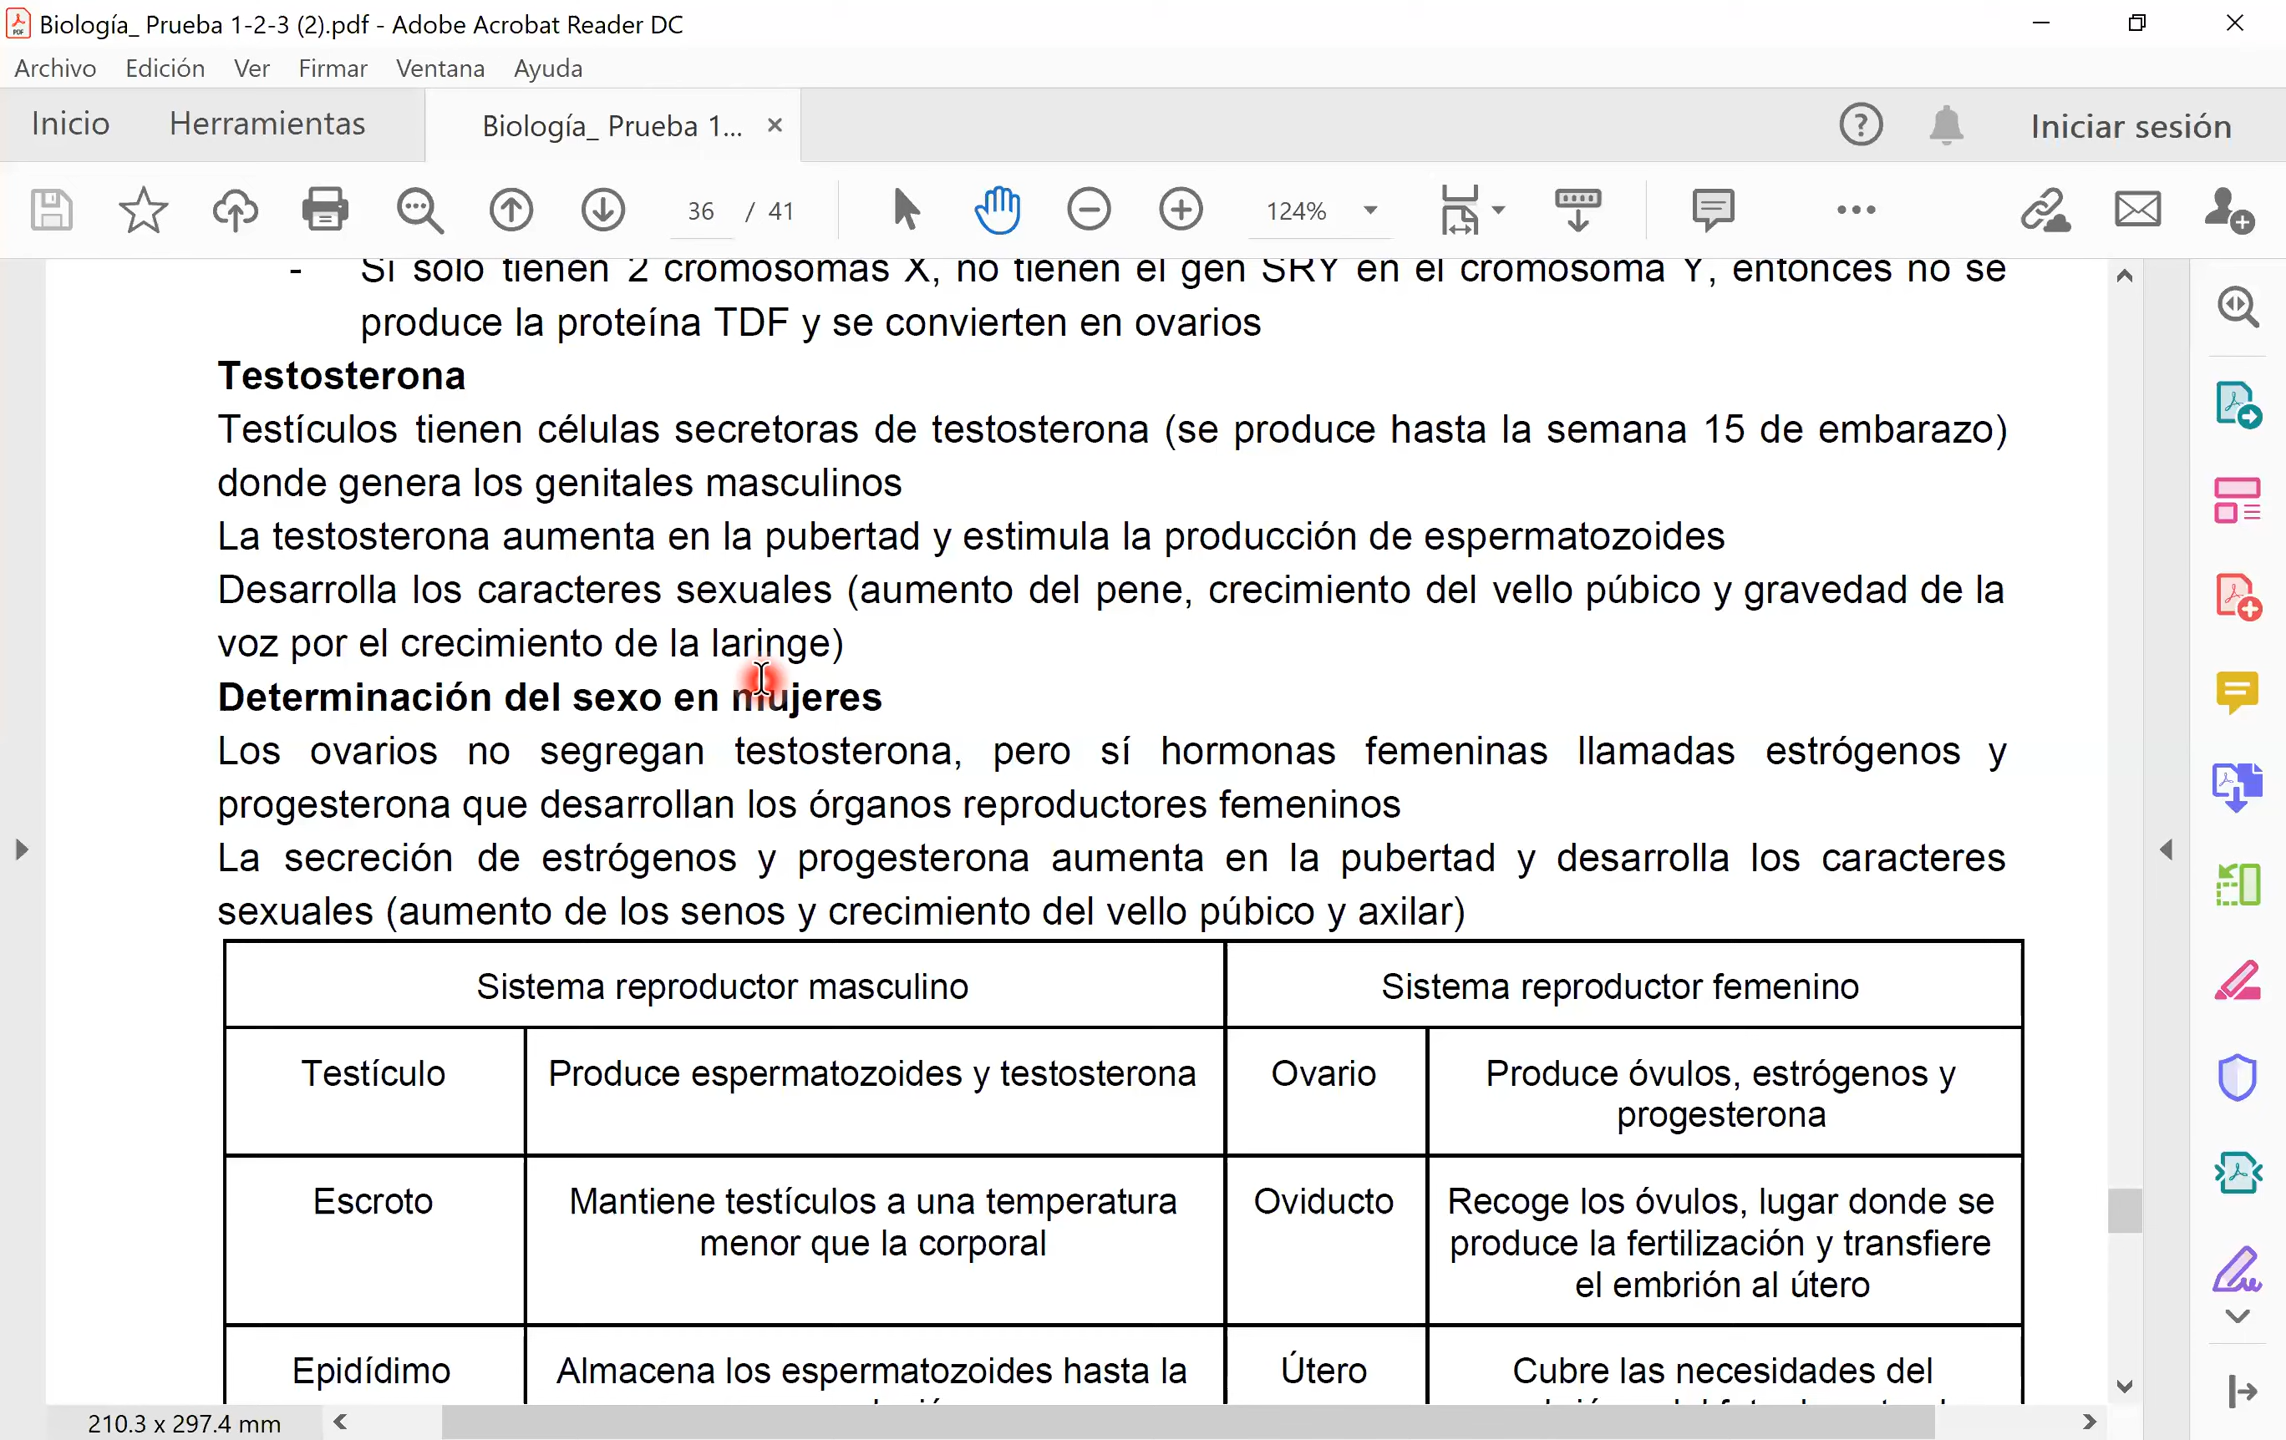 Biología_ Prueba 1-2-3 (2).pdf - Adobe Acrobat Reader DC
Archivo Edición Ver Firmar Ventana Ayuda
Inicio Herramientas Biología_ Prueba 1... × Iniciar sesión
36 / 41 124%
- Si solo tienen 2 cromosomas X, no tienen el gen SRY en el cromosoma Y, entonces no se
produce la proteína TDF y se convierten en ovarios
Testosterona
Testículos tienen células secretoras de testosterona (se produce hasta la semana 15 de embarazo)
donde genera los genitales masculinos
La testosterona aumenta en la pubertad y estimula la producción de espermatozoides
Desarrolla los caracteres sexuales (aumento del pene, crecimiento del vello púbico y gravedad de la
voz por el crecimiento de la laringe)
Determinación del sexo en mujeres
Los ovarios no segregan testosterona, pero sí hormonas femeninas llamadas estrógenos y
progesterona que desarrollan los órganos reproductores femeninos
La secreción de estrógenos y progesterona aumenta en la pubertad y desarrolla los caracteres
sexuales (aumento de los senos y crecimiento del vello púbico y axilar)
Sistema reproductor masculino Sistema reproductor femenino
Testículo Produce espermatozoides y testosterona Ovario Produce óvulos, estrógenos y
progesterona
Escroto Mantiene testículos a una temperatura Oviducto Recoge los óvulos, lugar donde se
menor que la corporal produce la fertilización y transfiere
el embrión al útero
Epidídimo Almacena los espermatozoides hasta la Útero Cubre las necesidades del
210.3 x 297.4 mm